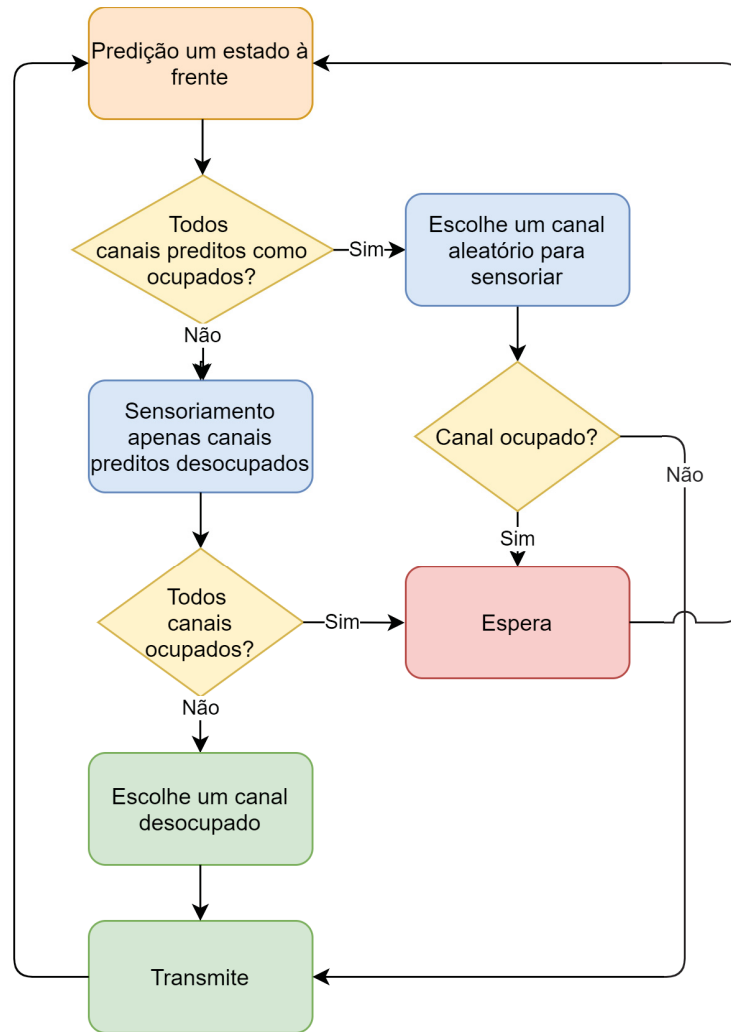 Predição um estado à
frente
Todos
canais preditos como
ocupados?
Sim
Escolhe um canal
aleatório para
sensoriar
Não
Sensoriamento
apenas canais
preditos desocupados
Canal ocupado?
Não
Sim
Todos
canais
ocupados?
Sim
Espera
Não
Escolhe um canal
desocupado
Transmite